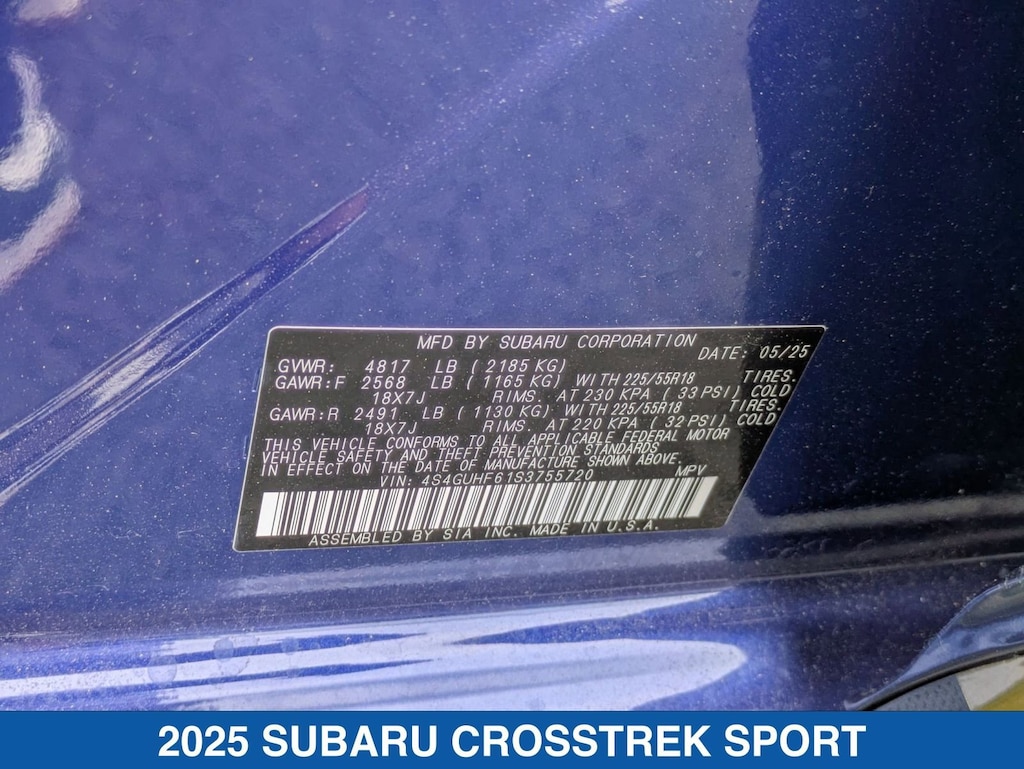 MFD BY SUBARU CORPORATION
DATE: 05/25
GVWR: 4817 LB (2185 KG)
GAWR:F 2568 LB (1165 KG) WITH 225/55R18 TIRES.
18X7J RIMS. AT 230 KPA (33 PSI) COLD
GAWR:R 2491 LB (1130 KG) WITH 225/55R18 TIRES.
18X7J RIMS. AT 220 KPA (32 PSI) COLD.
THIS VEHICLE CONFORMS TO ALL APPLICABLE FEDERAL MOTOR
VEHICLE SAFETY AND THEFT PREVENTION STANDARDS
IN EFFECT ON THE DATE OF MANUFACTURE SHOWN ABOVE.
VIN: 4S4GUHF61S3755720 MPV
ASSEMBLED BY SIA INC. MADE IN U.S.A.
2025 SUBARU CROSSTREK SPORT